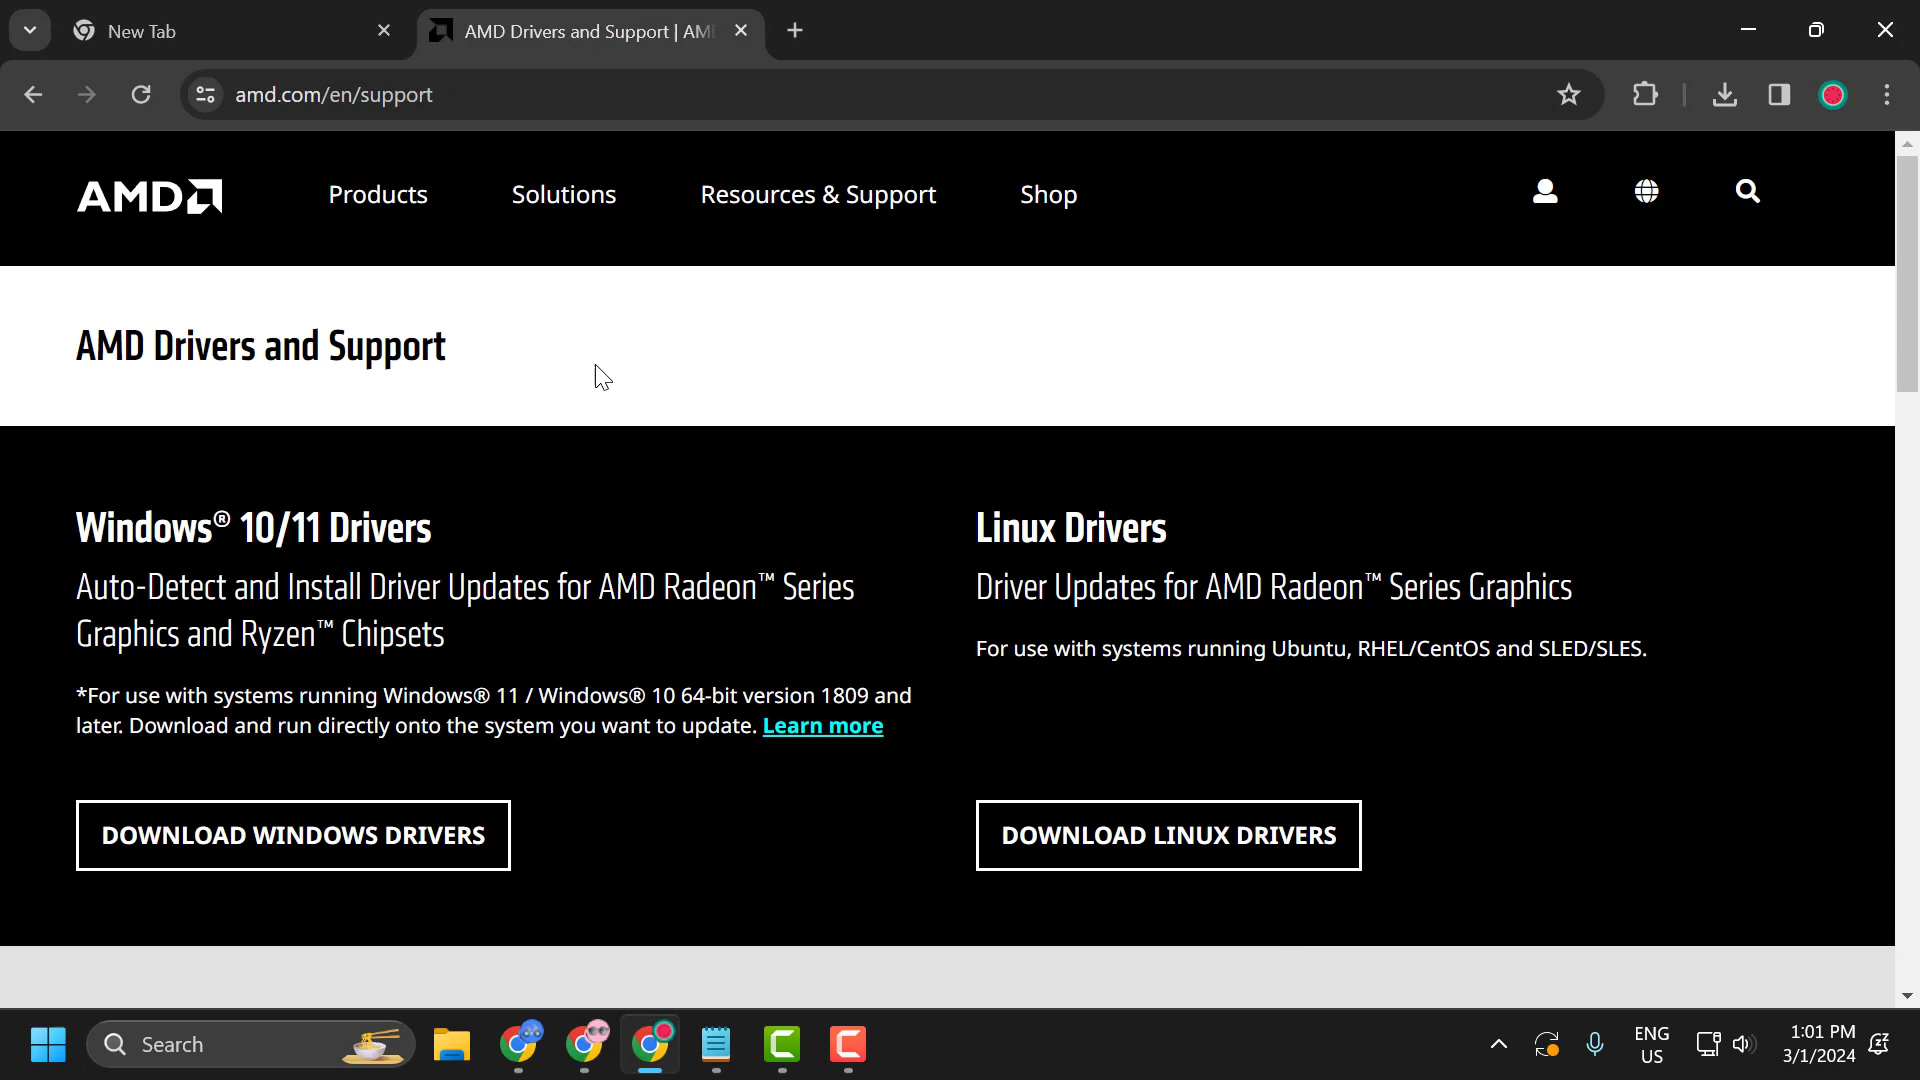 New Tab
AMD Drivers and Support | AM
amd.com/en/support
AMD
Products
Solutions
Resources & Support
Shop
AMD Drivers and Support
Windows® 10/11 Drivers
Auto-Detect and Install Driver Updates for AMD Radeon™ Series
Graphics and Ryzen™ Chipsets
*For use with systems running Windows® 11 / Windows® 10 64-bit version 1809 and
later. Download and run directly onto the system you want to update. Learn more
DOWNLOAD WINDOWS DRIVERS
Linux Drivers
Driver Updates for AMD Radeon™ Series Graphics
For use with systems running Ubuntu, RHEL/CentOS and SLED/SLES.
DOWNLOAD LINUX DRIVERS
Search
ENG
US
1:01 PM
3/1/2024